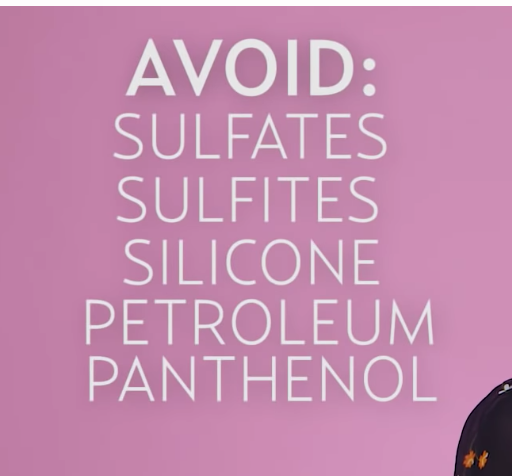 AVOID:
SULFATES
SULFITES
SILICONE
PETROLEUM
PANTHENOL